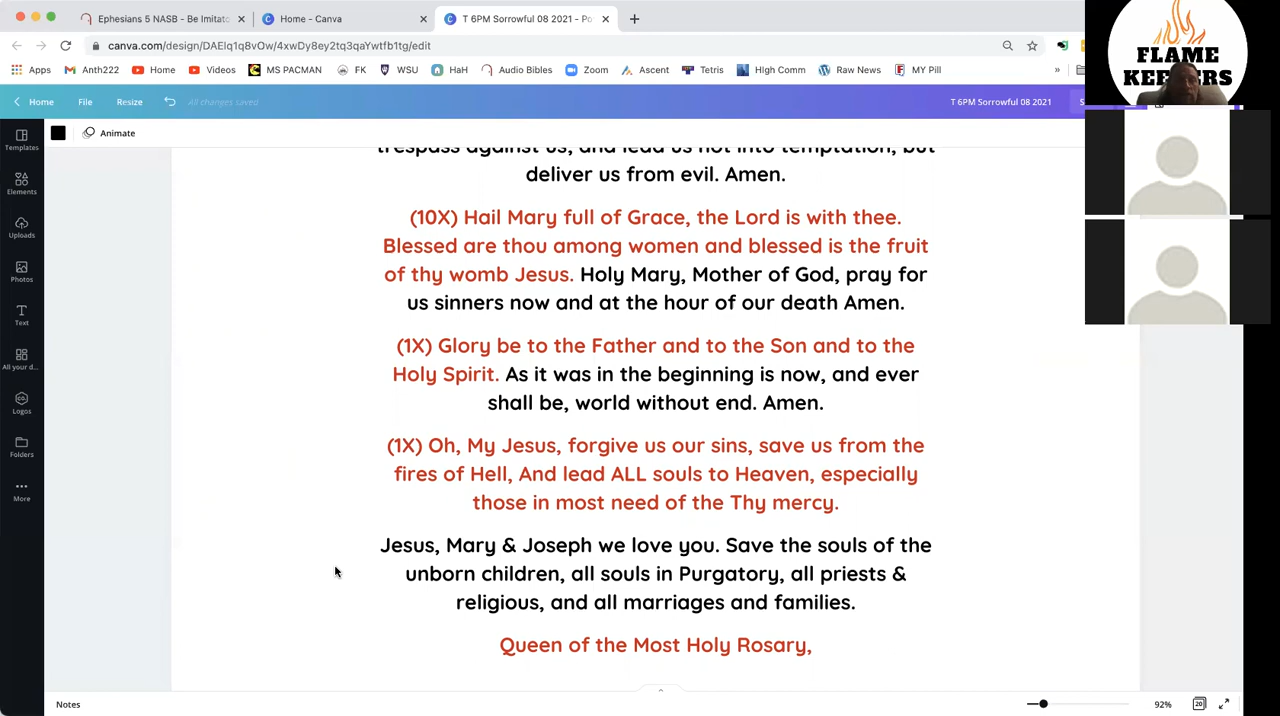 Ephesians 5 NASB - Be Imitato
Home - Canva
T 6PM Sorrowful 08 2021 - Po
canva.com/design/DAElq1q8vOw/4xwDy8ey2tq3qaYwtfb1tg/edit
Apps Anth222 Home Videos MS PACMAN FK WSU HaH Audio Bibles Zoom Ascent Tetris HIgh Comm Raw News MY Pill »
FLAME
KEEPERS
Home File Resize All changes saved T 6PM Sorrowful 08 2021 S
Animate
Templates
Elements
Uploads
Photos
Text
All your d...
Logos
Folders
More
trespass against us, and lead us not into temptation, but
deliver us from evil. Amen.
(10X) Hail Mary full of Grace, the Lord is with thee.
Blessed are thou among women and blessed is the fruit
of thy womb Jesus. Holy Mary, Mother of God, pray for
us sinners now and at the hour of our death Amen.
(1X) Glory be to the Father and to the Son and to the
Holy Spirit. As it was in the beginning is now, and ever
shall be, world without end. Amen.
(1X) Oh, My Jesus, forgive us our sins, save us from the
fires of Hell, And lead ALL souls to Heaven, especially
those in most need of the Thy mercy.
Jesus, Mary & Joseph we love you. Save the souls of the
unborn children, all souls in Purgatory, all priests &
religious, and all marriages and families.
Queen of the Most Holy Rosary,
Notes
92%
20